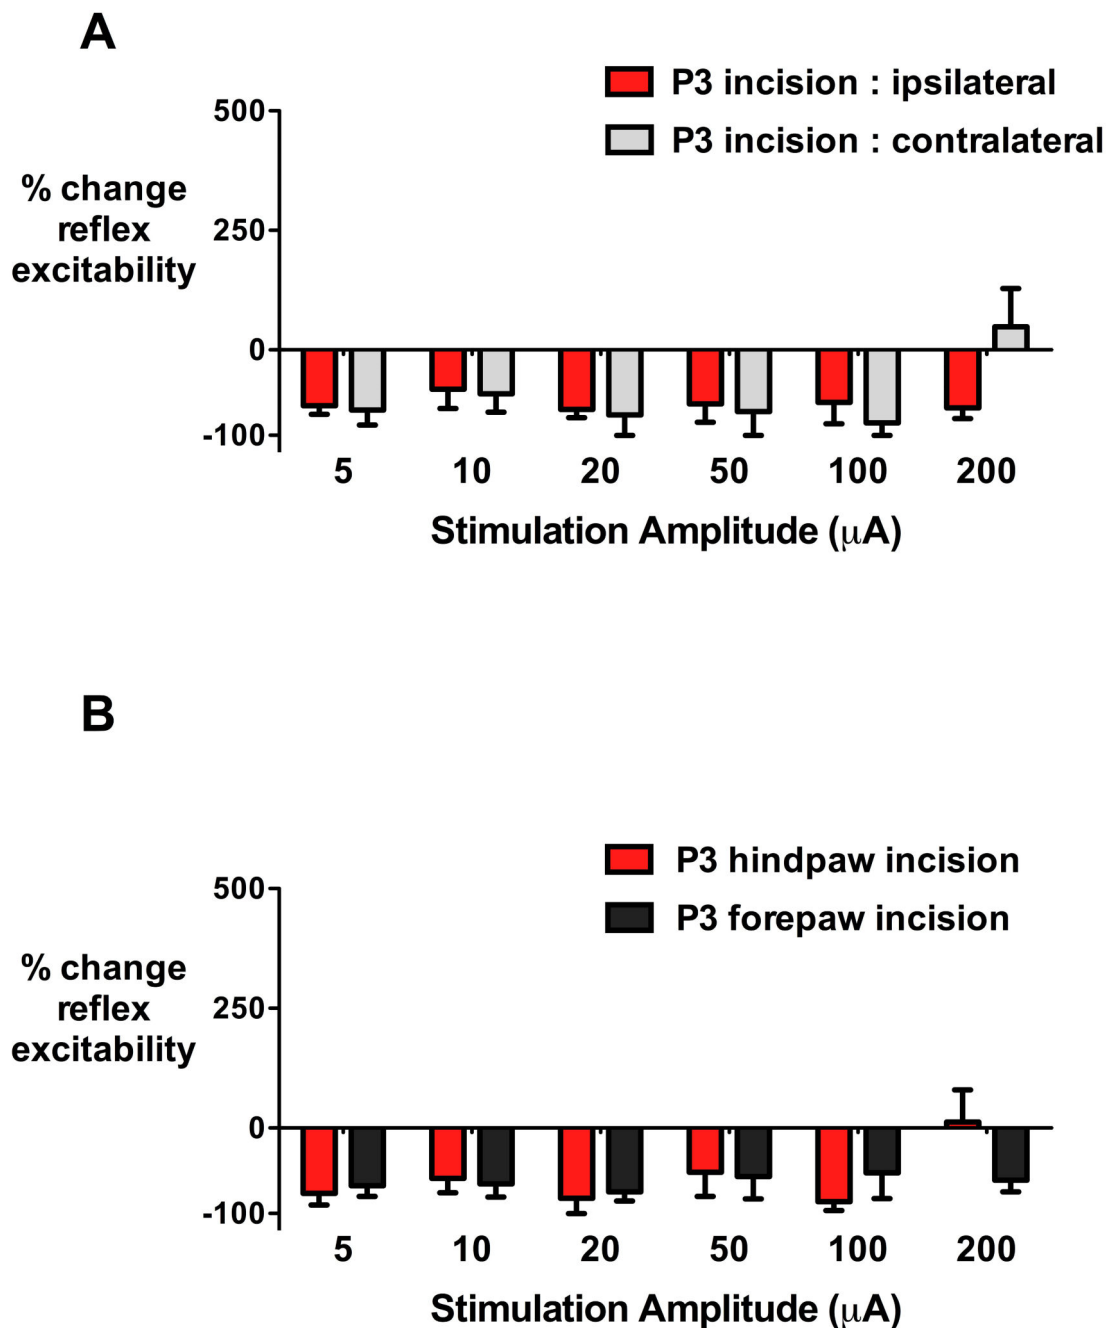 A
P3 incision : ipsilateral
P3 incision : contralateral
500
% change
reflex
excitability
250
0
-100
5 10 20 50 100 200
Stimulation Amplitude (μA)
B
P3 hindpaw incision
P3 forepaw incision
500
% change
reflex
excitability
250
0
-100
5 10 20 50 100 200
Stimulation Amplitude (μA)